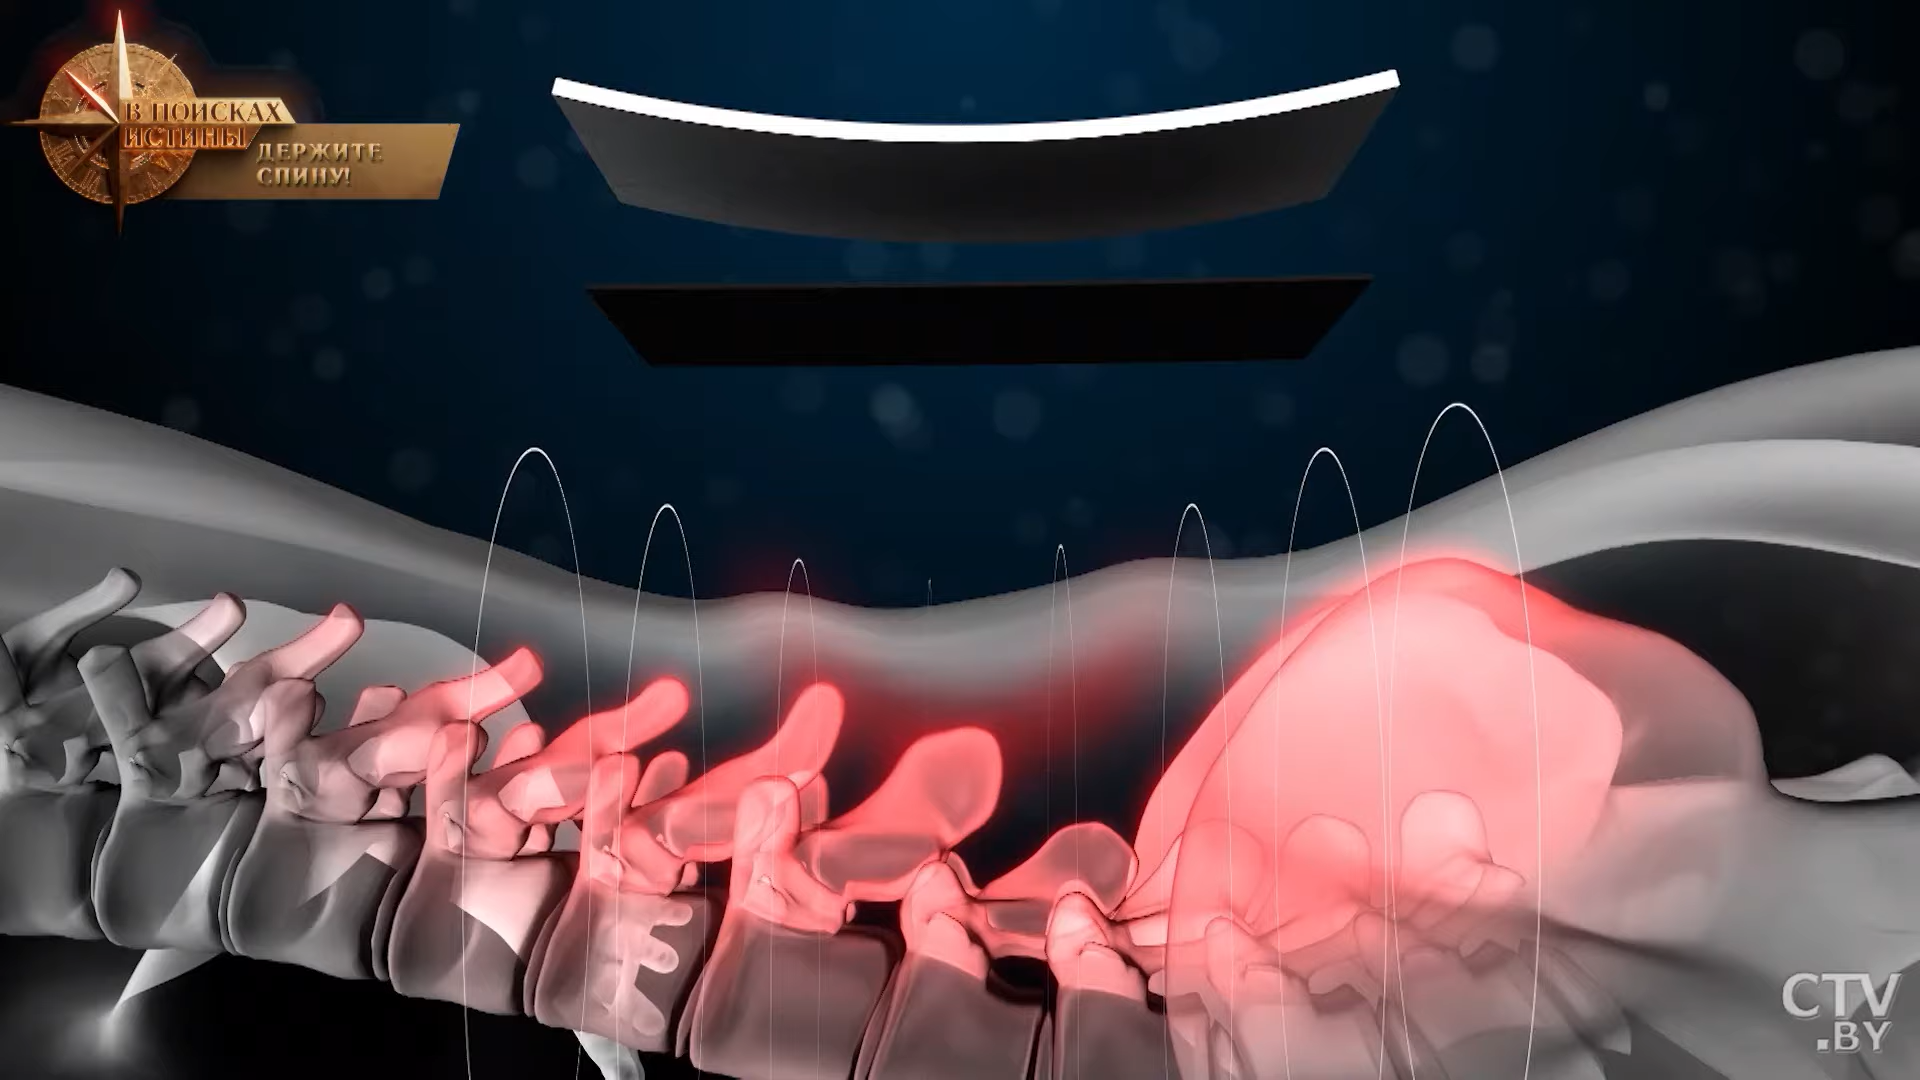 В ПОИСКАХ
ИСТИНЫ
ДЕРЖИТЕ
СПИНУ!
CTV
.BY